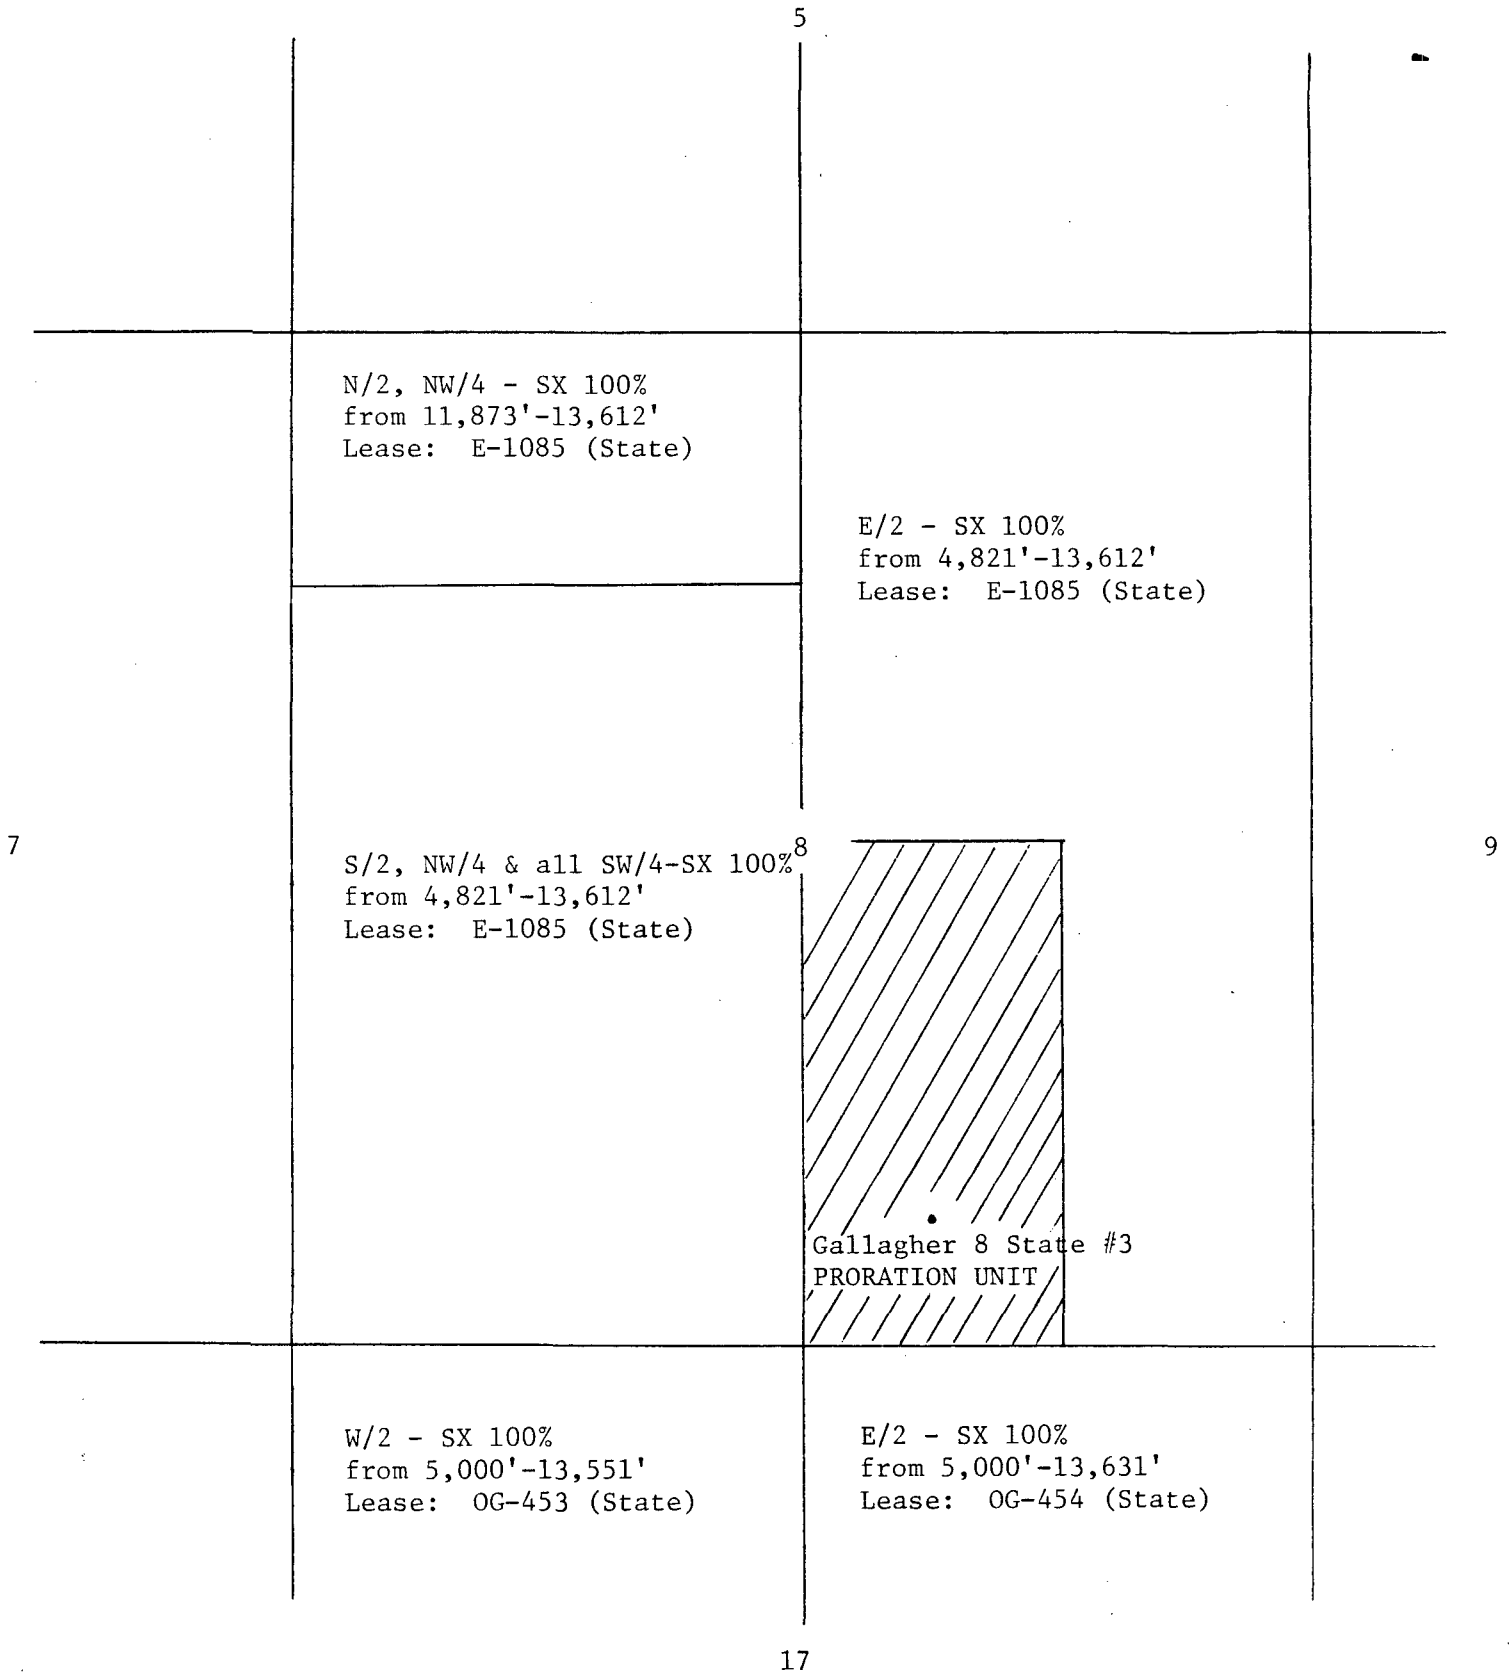 5
N/2, NW/4 - SX 100%
from 11,873'-13,612'
Lease: E-1085 (State)
E/2 - SX 100%
from 4,821'-13,612'
Lease: E-1085 (State)
7
8
9
S/2, NW/4 & all SW/4-SX 100%
from 4,821'-13,612'
Lease: E-1085 (State)
Gallagher 8 State #3
PRORATION UNIT
W/2 - SX 100%
from 5,000'-13,551'
Lease: OG-453 (State)
E/2 - SX 100%
from 5,000'-13,631'
Lease: OG-454 (State)
17